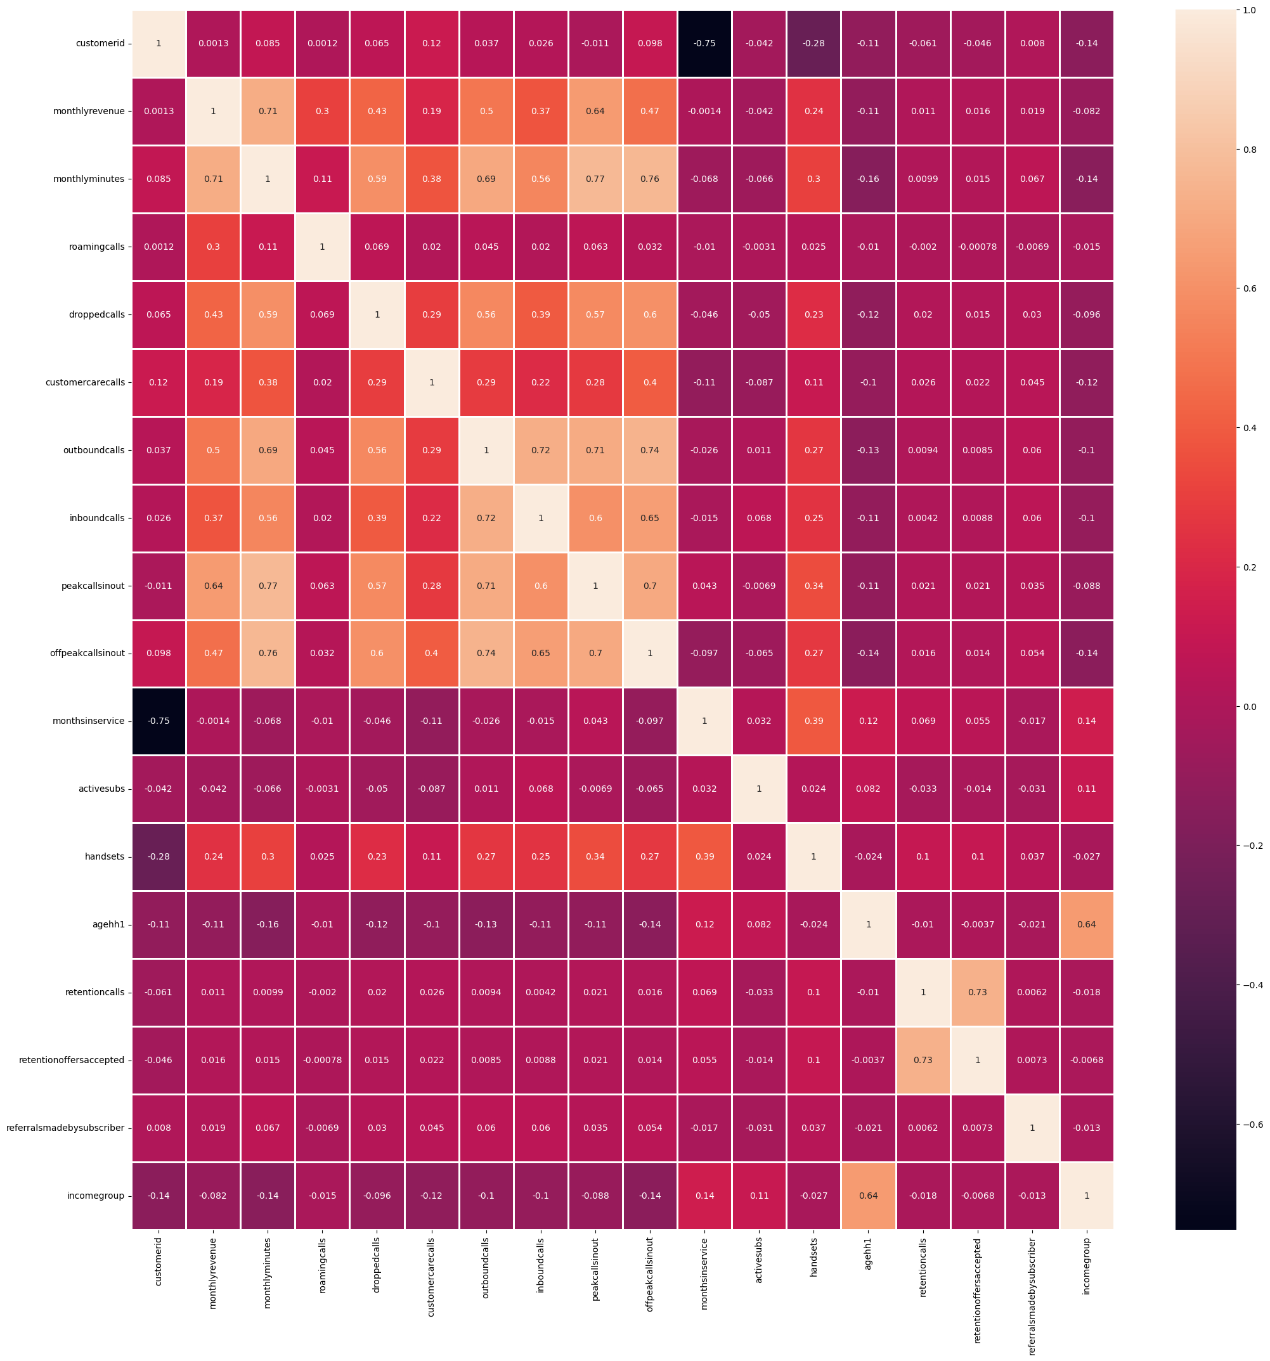 customerid 1 0.0013 0.085 0.0012 0.065 0.12 0.037 0.026 -0.011 0.098 -0.75 -0.042 -0.28 -0.11 -0.061 -0.046 0.008 -0.14
monthlyrevenue 0.0013 1 0.71 0.3 0.43 0.19 0.5 0.37 0.64 0.47 -0.0014 -0.042 0.24 -0.11 0.011 0.016 0.019 -0.082
monthlyminutes 0.085 0.71 1 0.11 0.59 0.38 0.69 0.56 0.77 0.76 -0.068 -0.066 0.3 -0.16 0.0099 0.015 0.067 -0.14
roamingcalls 0.0012 0.3 0.11 1 0.069 0.02 0.045 0.02 0.063 0.032 -0.01 -0.0031 0.025 -0.01 -0.002 -0.00078 -0.0069 -0.015
droppedcalls 0.065 0.43 0.59 0.069 1 0.29 0.56 0.39 0.57 0.6 -0.046 -0.05 0.23 -0.12 0.02 0.015 0.03 -0.096
customercarecalls 0.12 0.19 0.38 0.02 0.29 1 0.29 0.22 0.28 0.4 -0.11 -0.087 0.11 -0.1 0.026 0.022 0.045 -0.12
outboundcalls 0.037 0.5 0.69 0.045 0.56 0.29 1 0.72 0.71 0.74 -0.026 0.011 0.27 -0.13 0.0094 0.0085 0.06 -0.1
inboundcalls 0.026 0.37 0.56 0.02 0.39 0.22 0.72 1 0.6 0.65 -0.015 0.068 0.25 -0.11 0.0042 0.0088 0.06 -0.1
peakcallsinout -0.011 0.64 0.77 0.063 0.57 0.28 0.71 0.6 1 0.7 0.043 -0.0069 0.34 -0.11 0.021 0.021 0.035 -0.088
offpeakcallsinout 0.098 0.47 0.76 0.032 0.6 0.4 0.74 0.65 0.7 1 -0.097 -0.065 0.27 -0.14 0.016 0.014 0.054 -0.14
monthsinservice -0.75 -0.0014 -0.068 -0.01 -0.046 -0.11 -0.026 -0.015 0.043 -0.097 1 0.032 0.39 0.12 0.069 0.055 -0.017 0.14
activesubs -0.042 -0.042 -0.066 -0.0031 -0.05 -0.087 0.011 0.068 -0.0069 -0.065 0.032 1 0.024 0.082 -0.033 -0.014 -0.031 0.11
handsets -0.28 0.24 0.3 0.025 0.23 0.11 0.27 0.25 0.34 0.27 0.39 0.024 1 -0.024 0.1 0.1 0.037 -0.027
agehh1 -0.11 -0.11 -0.16 -0.01 -0.12 -0.1 -0.13 -0.11 -0.11 -0.14 0.12 0.082 -0.024 1 -0.01 -0.0037 -0.021 0.64
retentioncalls -0.061 0.011 0.0099 -0.002 0.02 0.026 0.0094 0.0042 0.021 0.016 0.069 -0.033 0.1 -0.01 1 0.73 0.0062 -0.018
retentionoffersaccepted -0.046 0.016 0.015 -0.00078 0.015 0.022 0.0085 0.0088 0.021 0.014 0.055 -0.014 0.1 -0.0037 0.73 1 0.0073 -0.0068
referralsmadebysubscriber 0.008 0.019 0.067 -0.0069 0.03 0.045 0.06 0.06 0.035 0.054 -0.017 -0.031 0.037 -0.021 0.0062 0.0073 1 -0.013
incomegroup -0.14 -0.082 -0.14 -0.015 -0.096 -0.12 -0.1 -0.1 -0.088 -0.14 0.14 0.11 -0.027 0.64 -0.018 -0.0068 -0.013 1
customerid
monthlyrevenue
monthlyminutes
roamingcalls
droppedcalls
customercarecalls
outboundcalls
inboundcalls
peakcallsinout
offpeakcallsinout
monthsinservice
activesubs
handsets
agehh1
retentioncalls
retentionoffersaccepted
referralsmadebysubscriber
incomegroup
1.0
0.8
0.6
0.4
0.2
0.0
−0.2
−0.4
−0.6